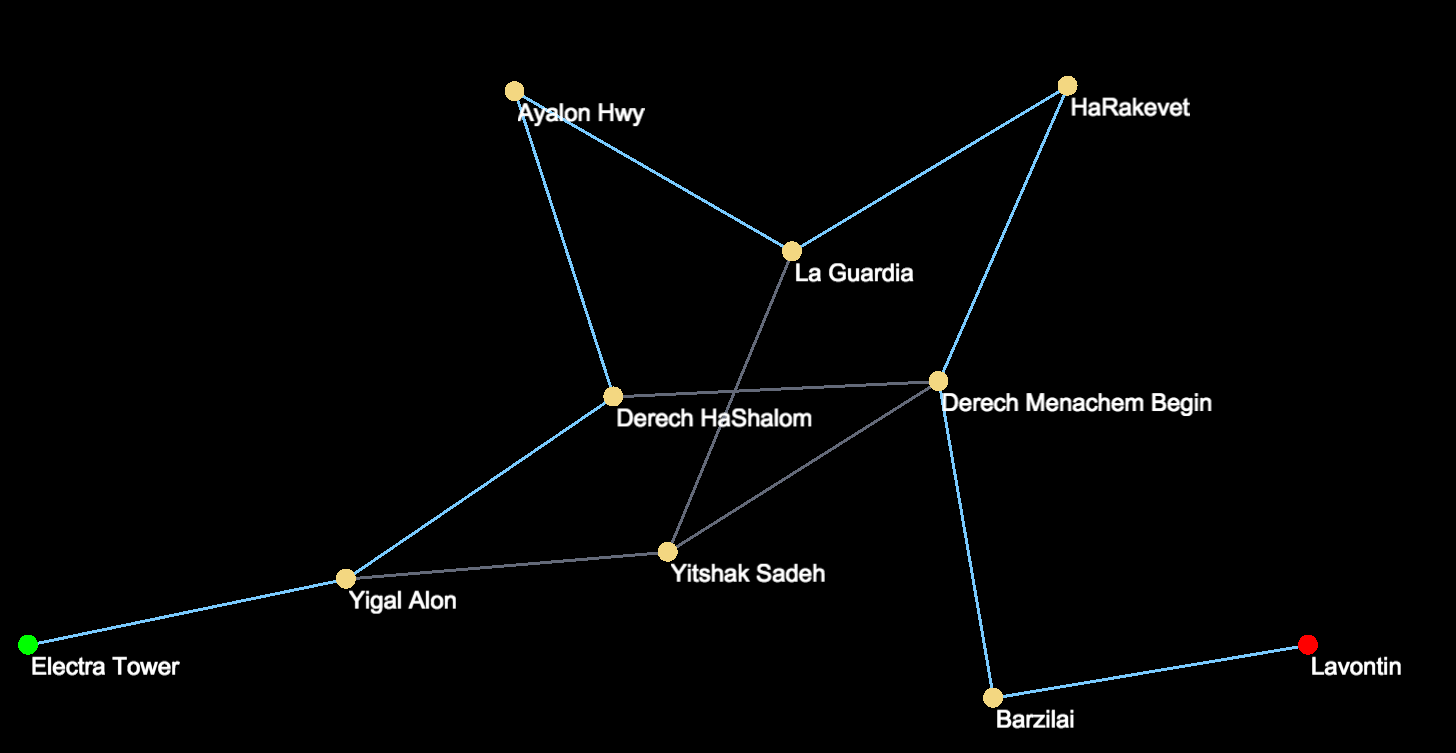 Ayalon Hwy
HaRakevet
La Guardia
Derech HaShalom
Derech Menachem Begin
Yitshak Sadeh
Yigal Alon
Electra Tower
Lavontin
Barzilai